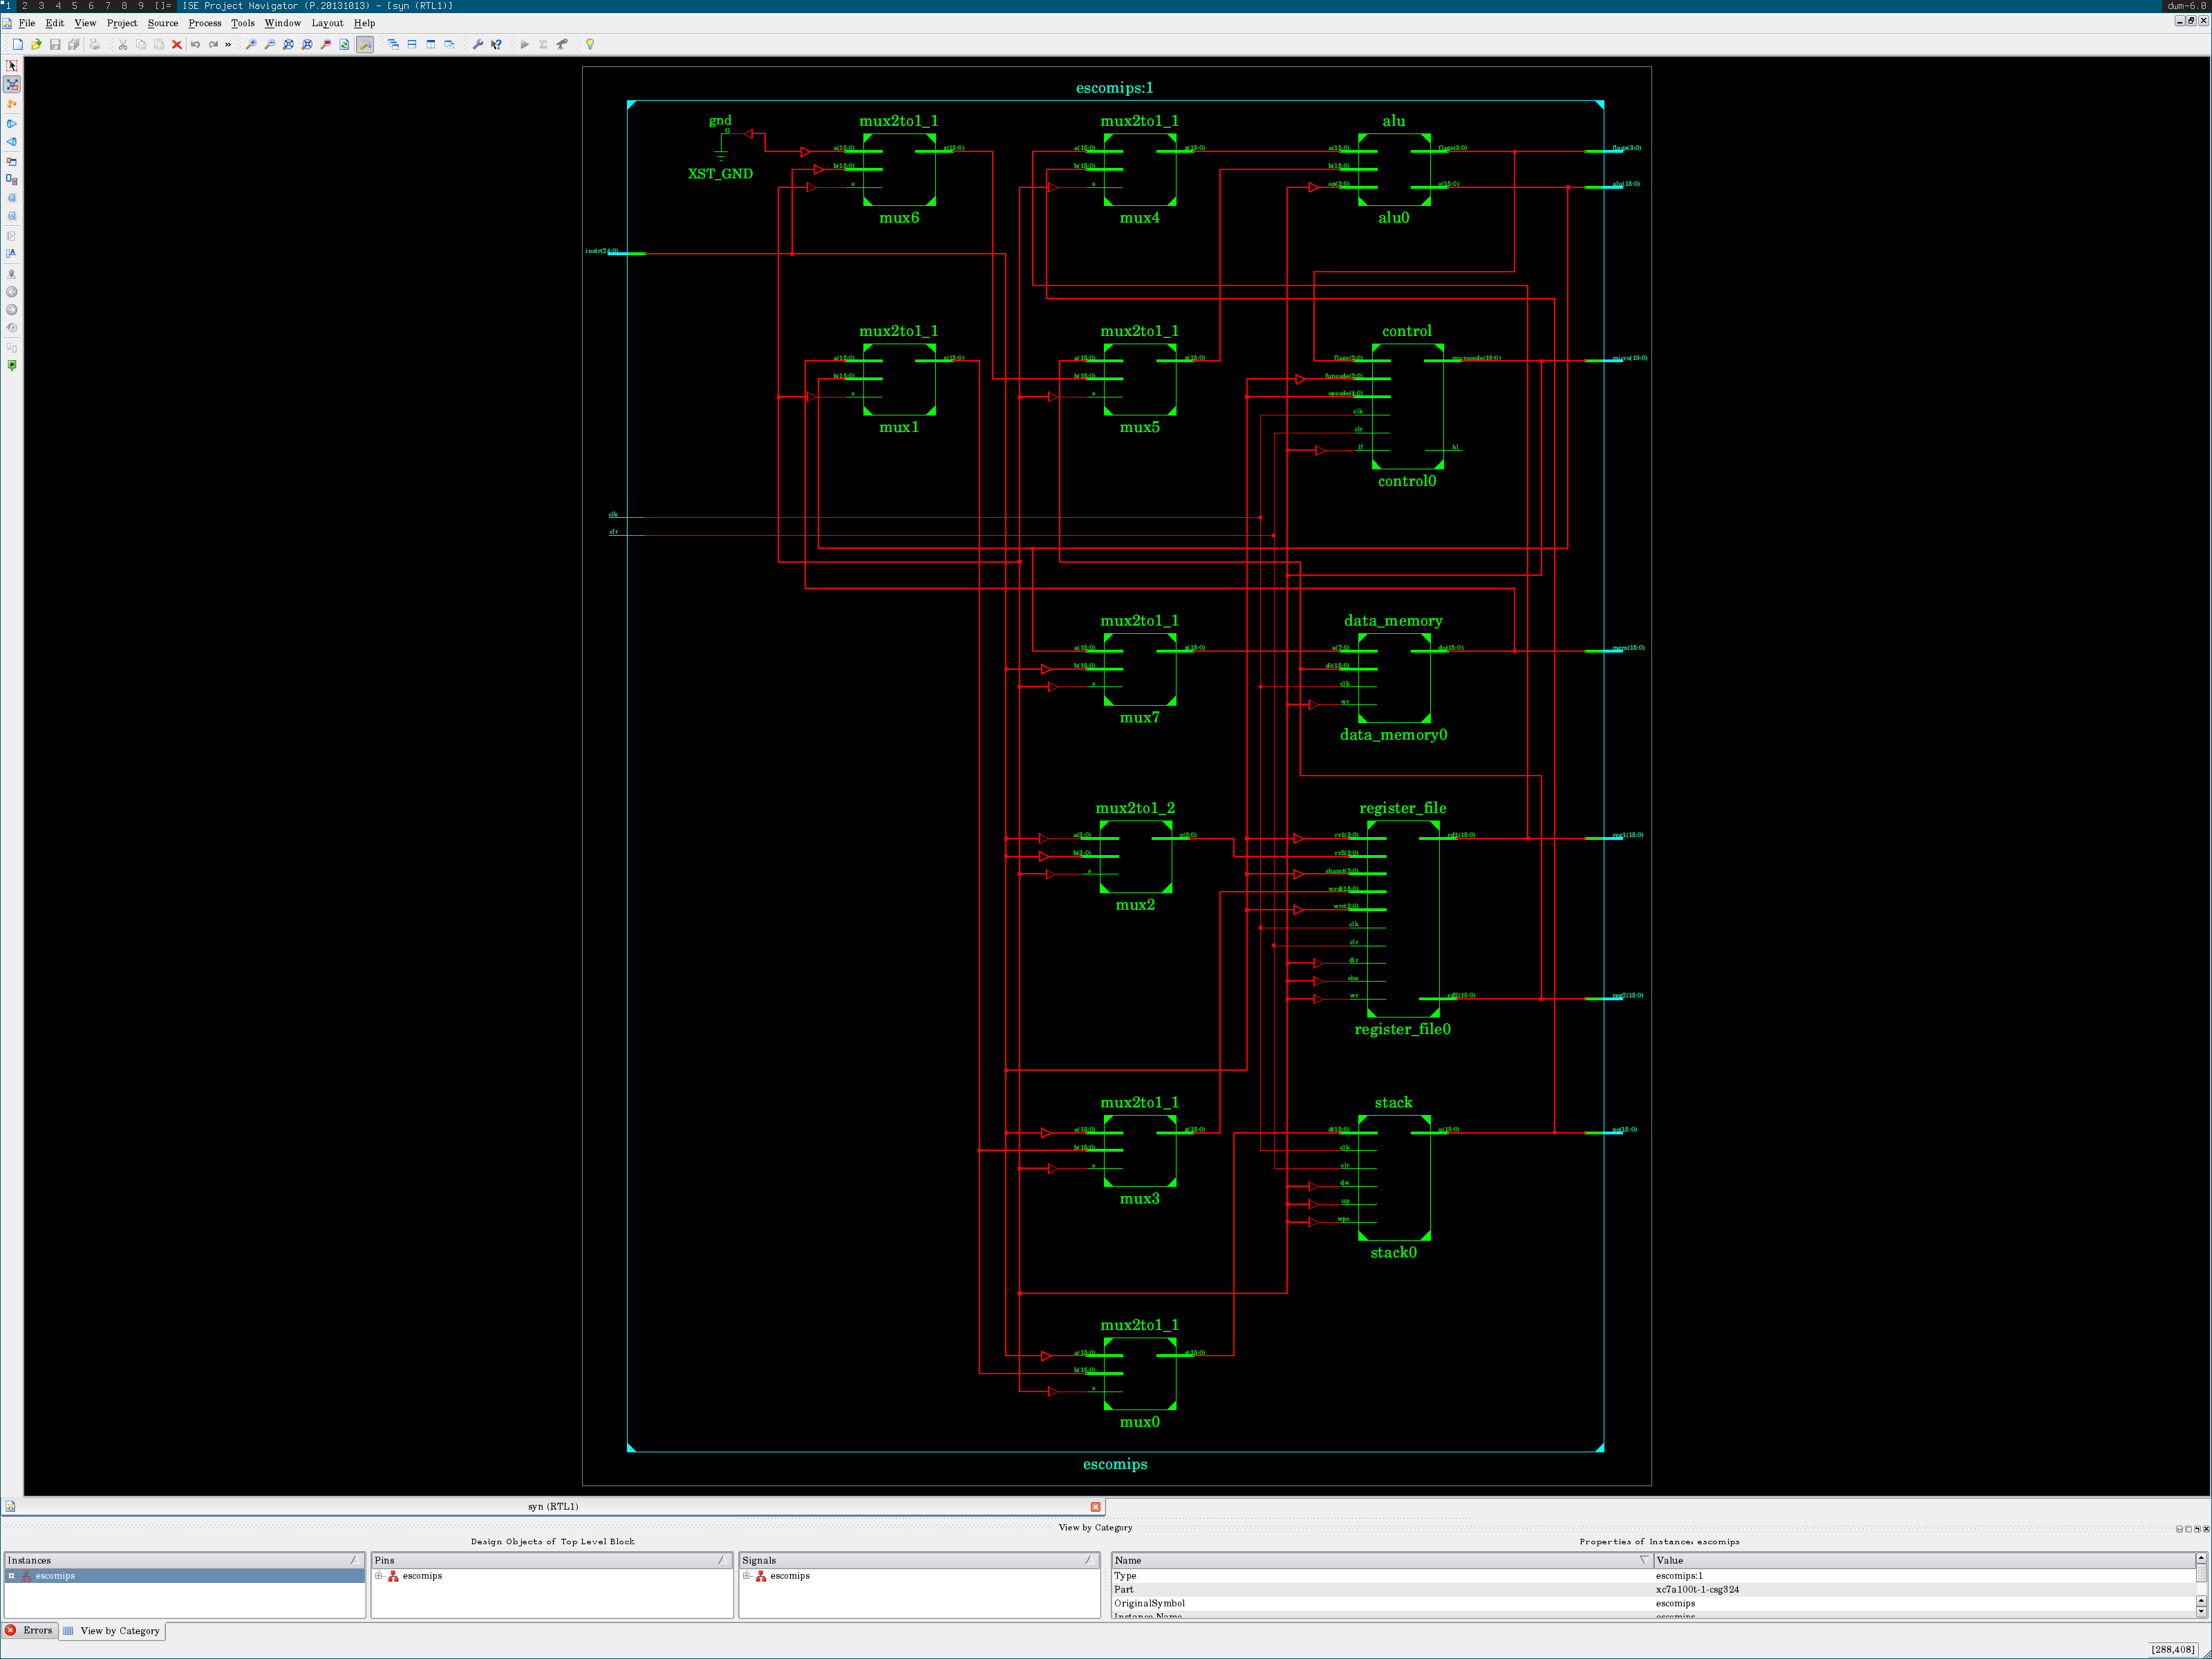 1 2 3 4 5 6 7 8 9 []= ISE Project Navigator (P.20131013) - [syn (RTL1)] dwm-6.0
File Edit View Project Source Process Tools Window Layout Help
escomips:1
gnd
G
XST_GND
mux2to1_1
a(15:0)
b(15:0)
s
z(15:0)
mux6
mux2to1_1
a(15:0)
b(15:0)
s
z(15:0)
mux4
alu
a(15:0)
b(15:0)
op(3:0)
flags(3:0)
s(15:0)
alu0
flags(3:0)
alu(15:0)
instr(24:0)
mux2to1_1
a(15:0)
b(15:0)
s
z(15:0)
mux1
mux2to1_1
a(15:0)
b(15:0)
s
z(15:0)
mux5
control
flags(3:0)
funcode(3:0)
opcode(4:0)
clk
clr
lf
microcode(19:0)
hl
control0
micro(19:0)
clk
clr
mux2to1_1
a(15:0)
b(15:0)
s
z(15:0)
mux7
data_memory
a(7:0)
di(15:0)
clk
wr
do(15:0)
data_memory0
mem(15:0)
mux2to1_2
a(3:0)
b(3:0)
s
z(3:0)
mux2
register_file
rr1(3:0)
rr2(3:0)
shamt(3:0)
wrd(15:0)
wrr(3:0)
clk
clr
dir
she
wr
rd1(15:0)
rd2(15:0)
register_file0
reg1(15:0)
reg2(15:0)
mux2to1_1
a(15:0)
b(15:0)
s
z(15:0)
mux3
stack
d(15:0)
clk
clr
dw
up
wpc
q(15:0)
stack0
pc(15:0)
mux2to1_1
a(15:0)
b(15:0)
s
z(15:0)
mux0
escomips
syn (RTL1)
View by Category
Design Objects of Top Level Block
Properties of Instance: escomips
Instances
escomips
Pins
escomips
Signals
escomips
Name Value
Type escomips:1
Part xc7a100t-1-csg324
OriginalSymbol escomips
Instance Name escomips
Errors View by Category
[288,408]